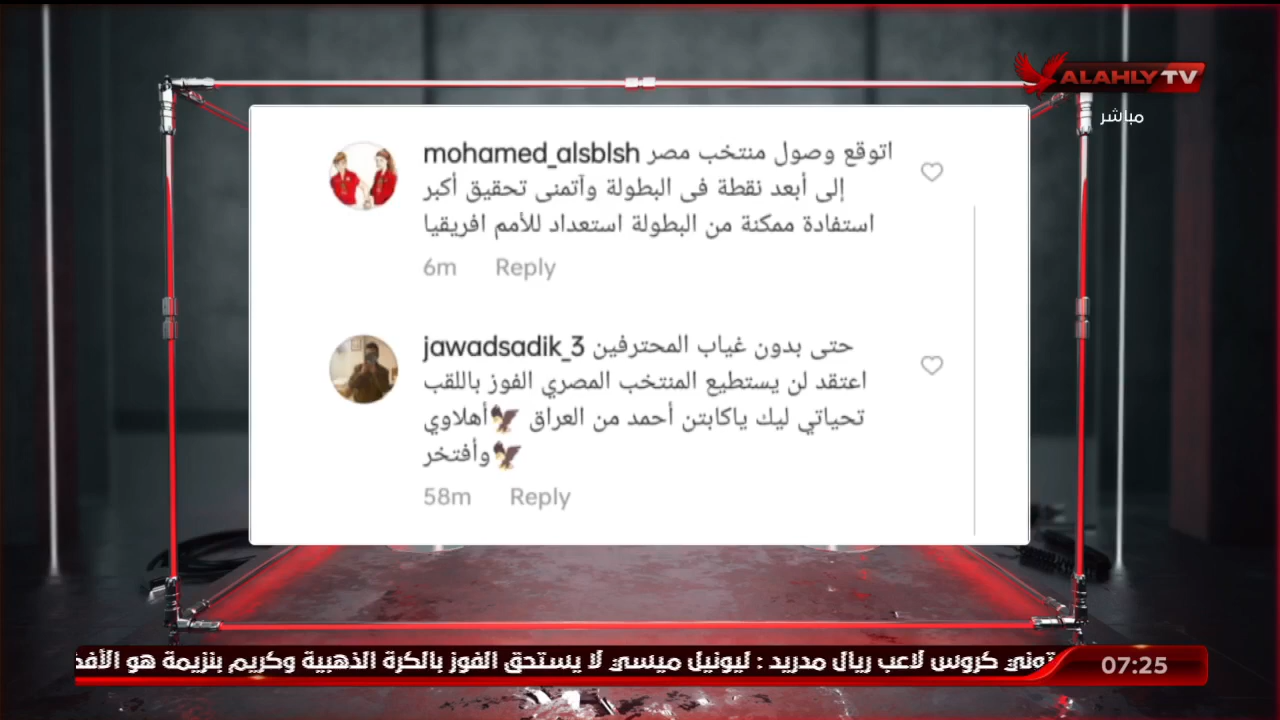 ALAHLY TV
مباشر
mohamed_alsblsh اتوقع وصول منتخب مصر
إلى أبعد نقطة فى البطولة وآتمنى تحقيق أكبر
استفادة ممكنة من البطولة استعداد للأمم افريقيا
6m Reply
jawadsadik_3 حتى بدون غياب المحترفين
اعتقد لن يستطيع المنتخب المصري الفوز باللقب
تحياتي ليك ياكابتن أحمد من العراق 🦅أهلاوي
🦅وأفتخر
58m Reply
توني كروس لاعب ريال مدريد : ليونيل ميسي لا يستحق الفوز بالكرة الذهبية وكريم بنزيمة هو
07:25